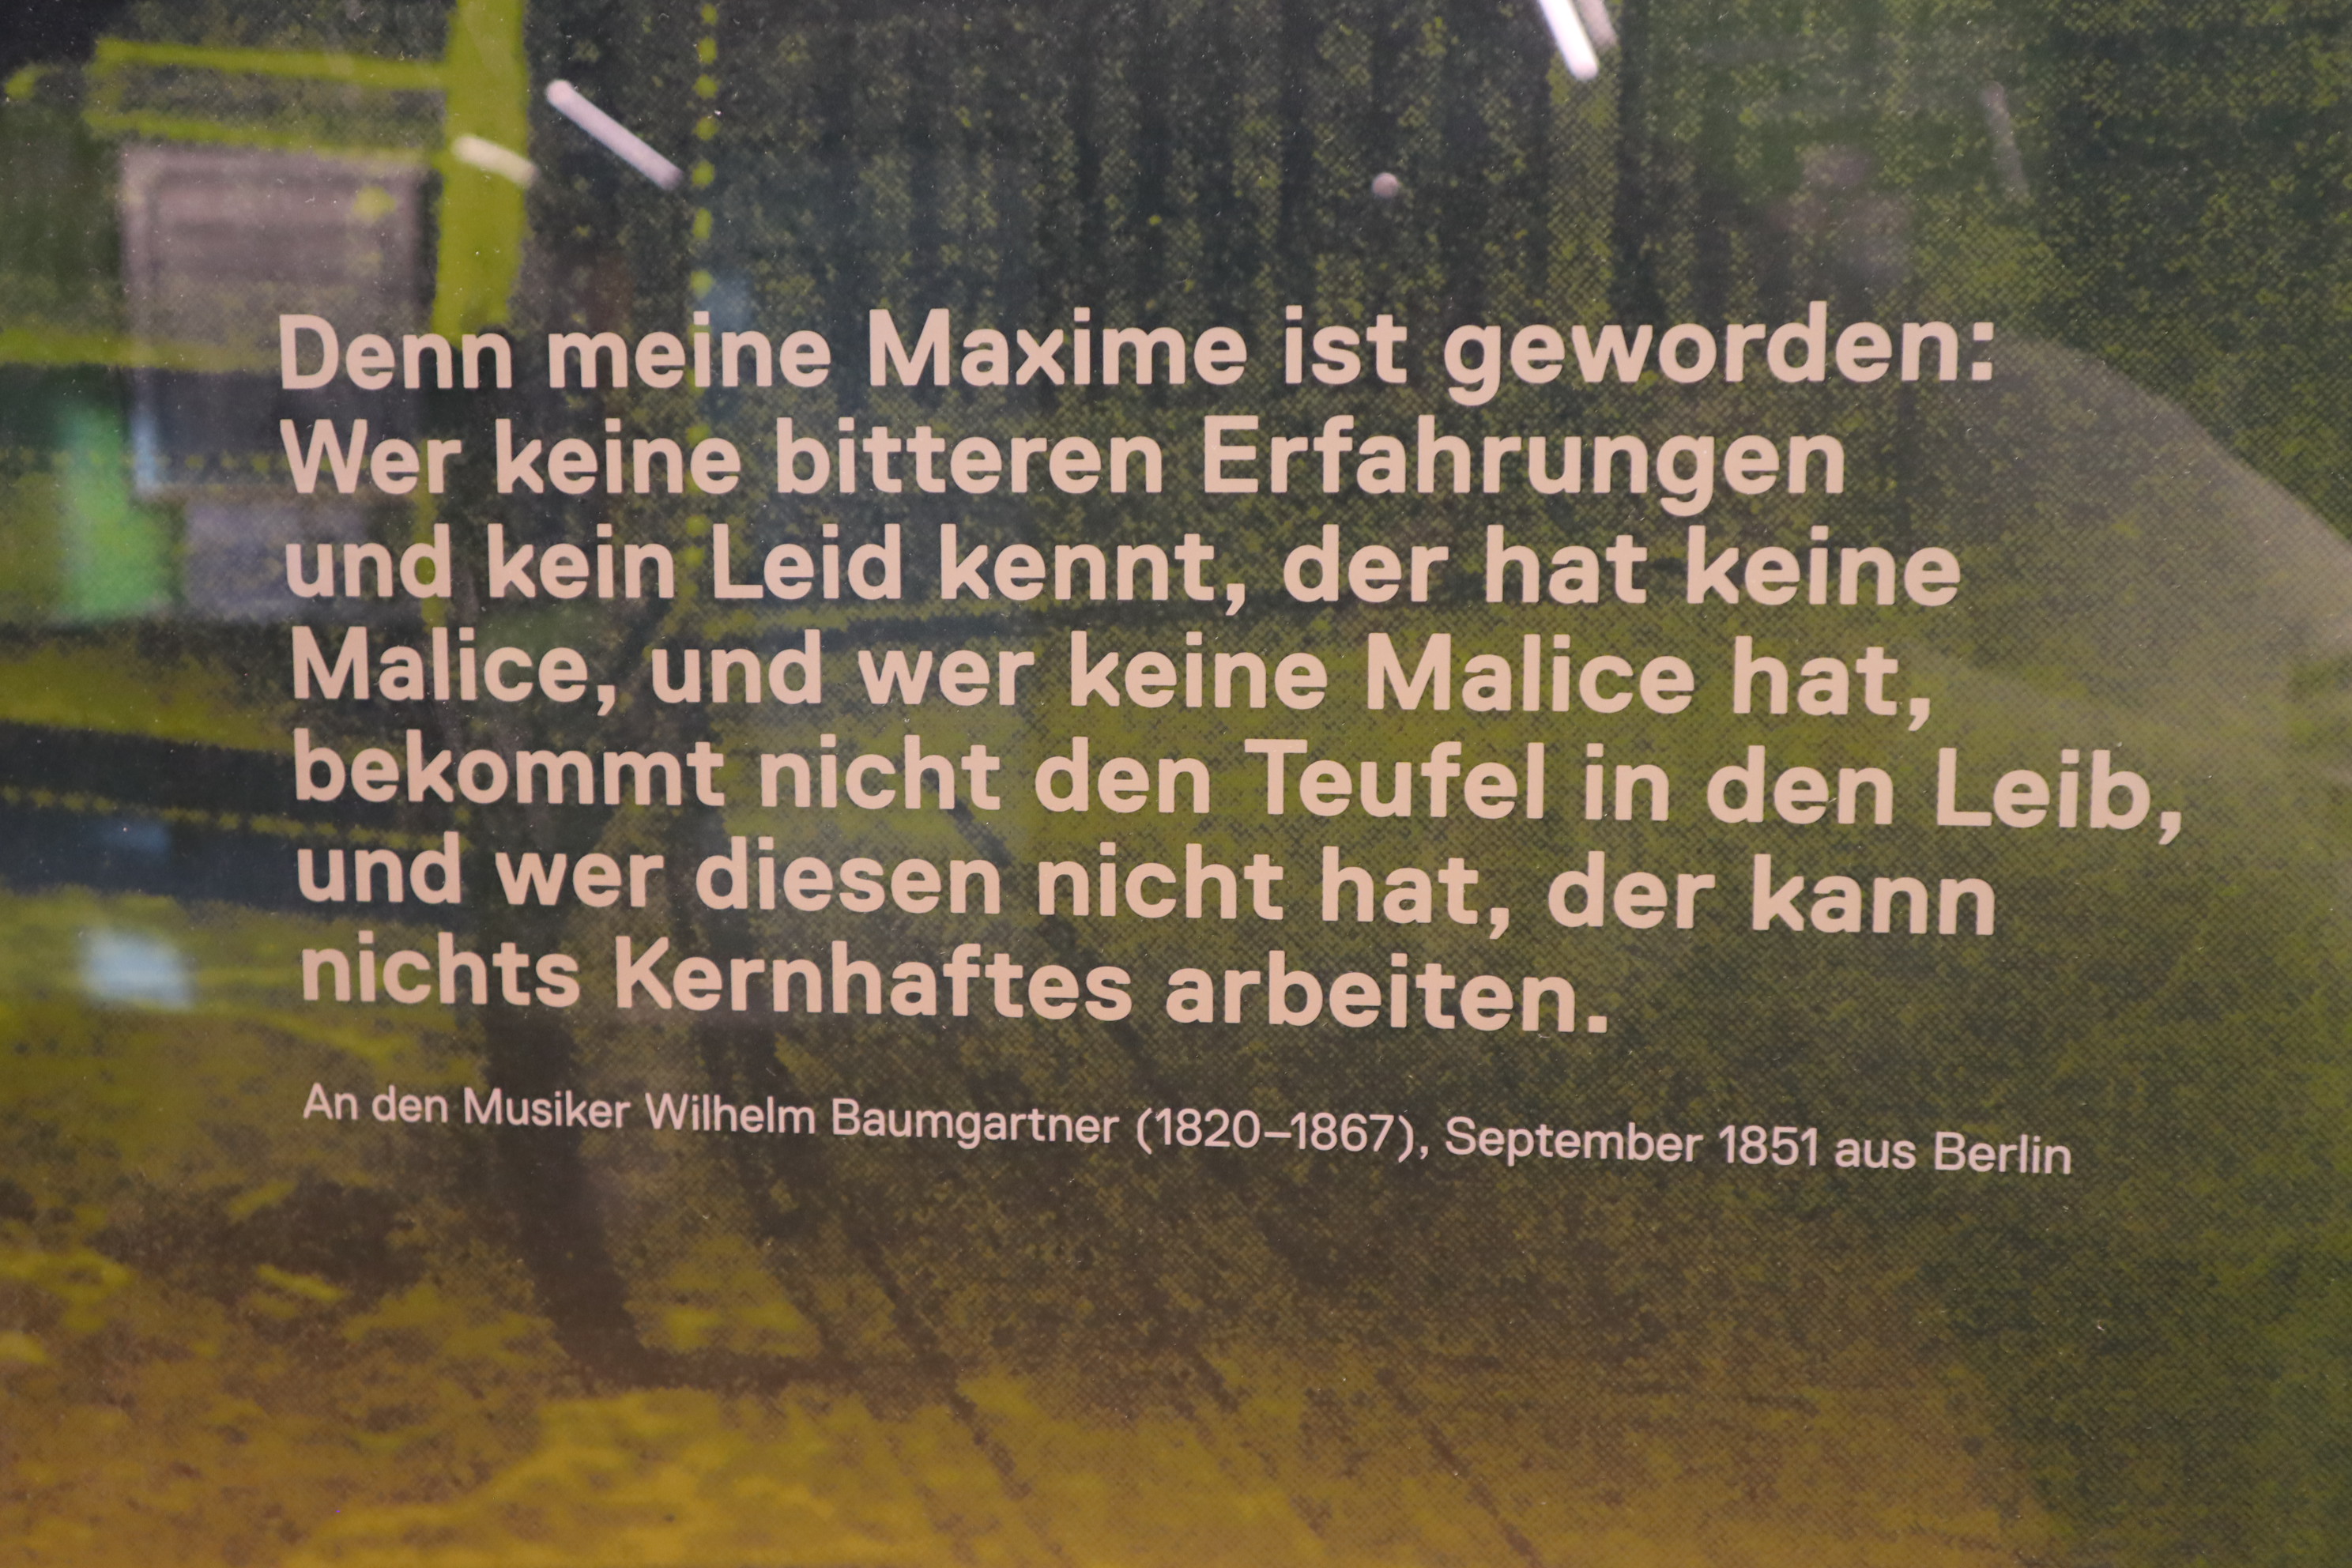 Denn meine Maxime ist geworden:
Wer keine bitteren Erfahrungen
und kein Leid kennt, der hat keine
Malice, und wer keine Malice hat,
bekommt nicht den Teufel in den Leib,
und wer diesen nicht hat, der kann
nichts Kernhaftes arbeiten.
An den Musiker Wilhelm Baumgartner (1820–1867), September 1851 aus Berlin